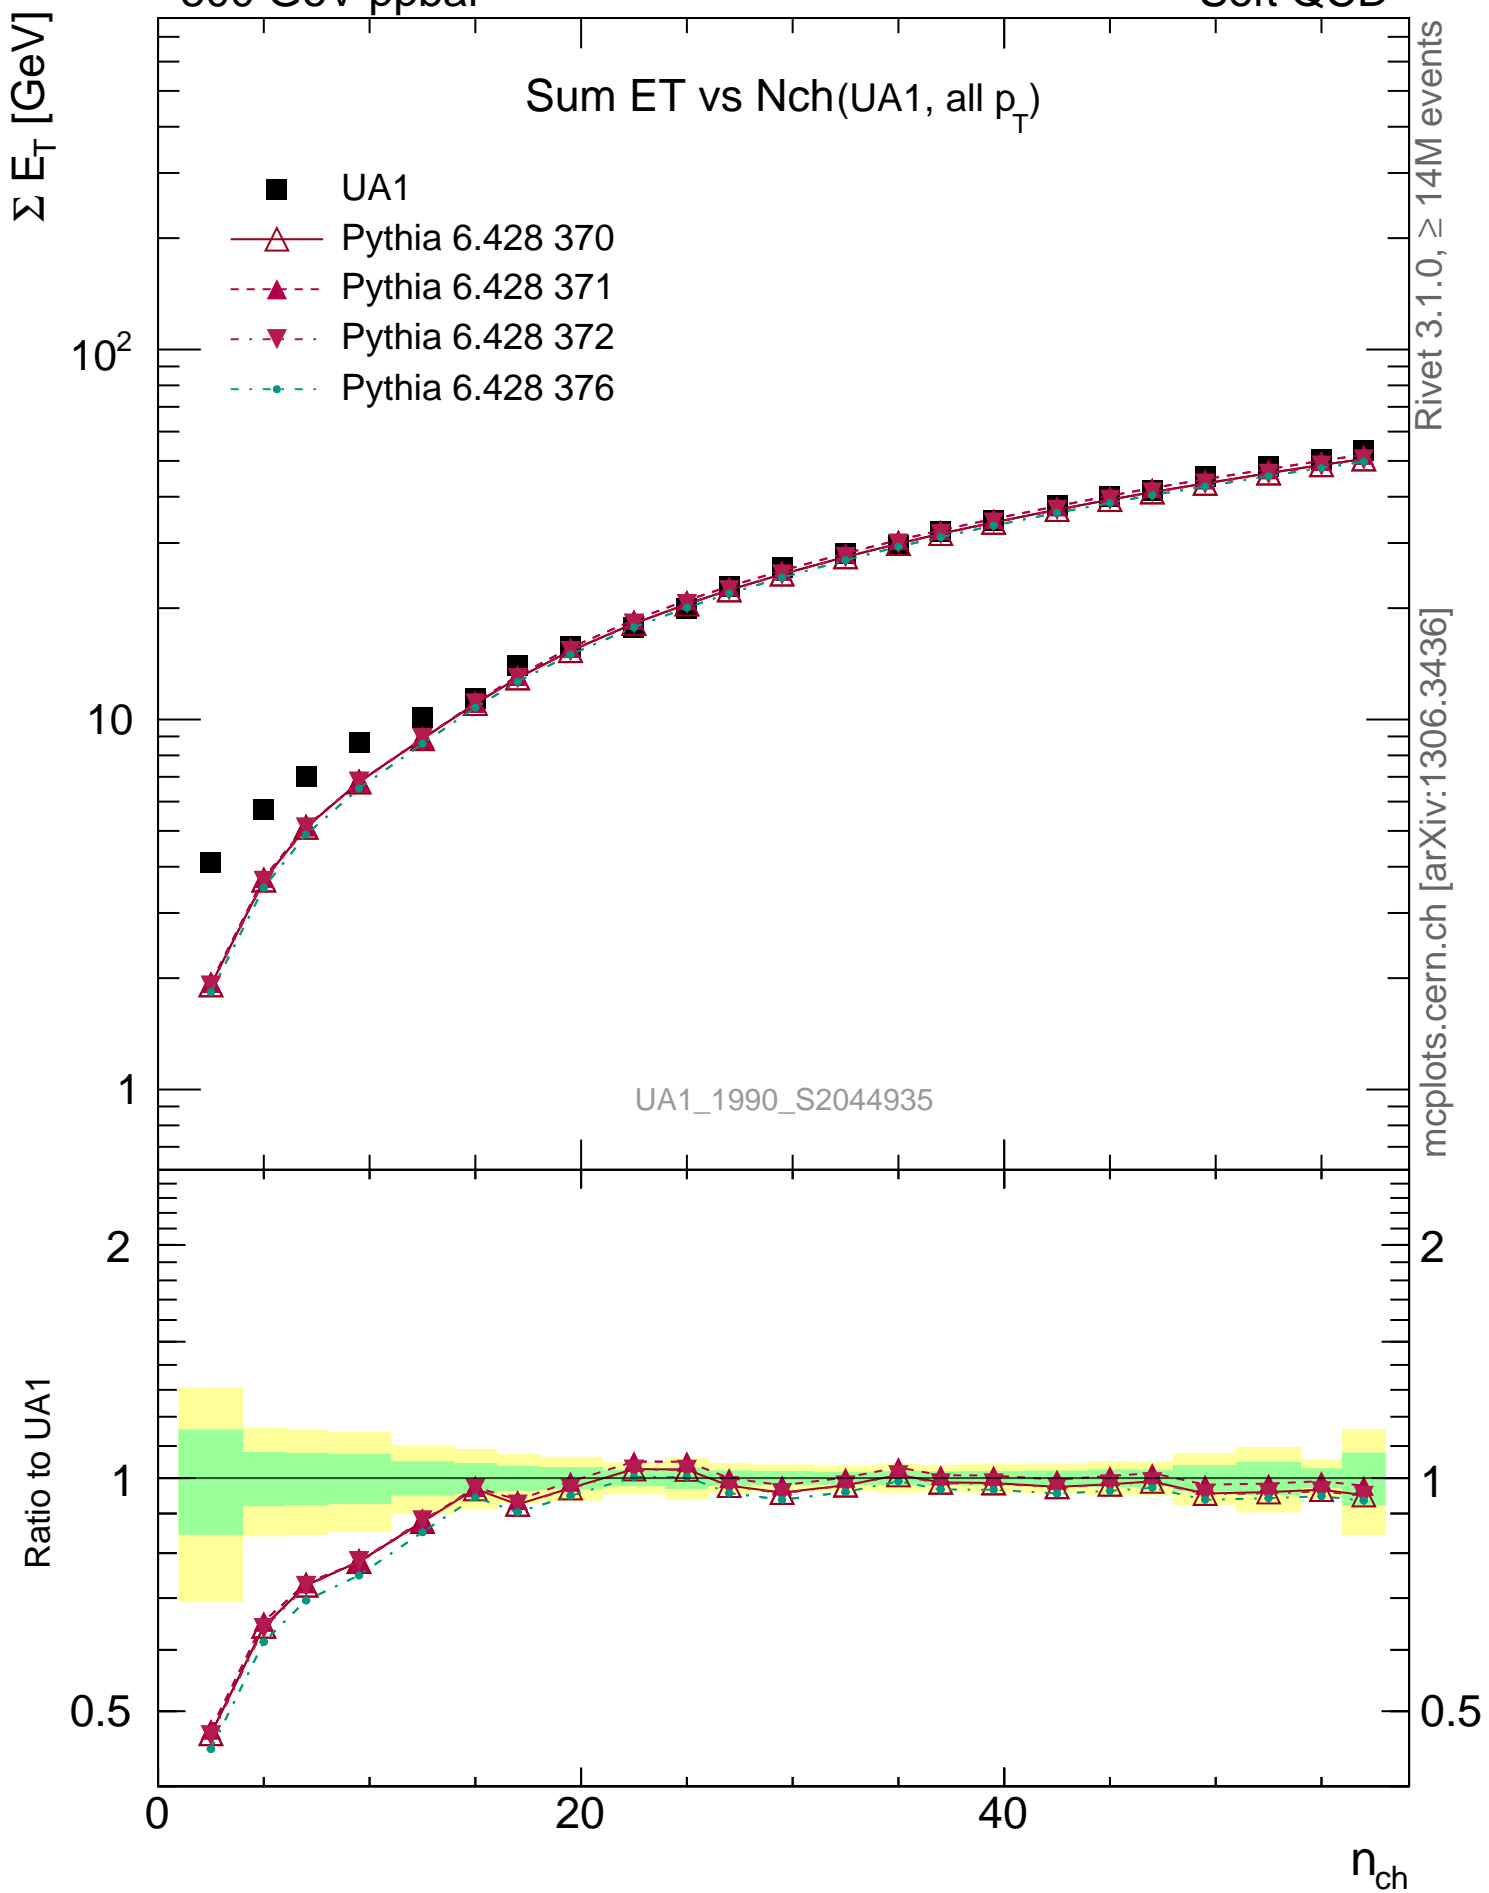 Soft QCD
Σ E_T [GeV]
Sum ET vs Nch (UA1, all p_T)
UA1
Pythia 6.428 370
Pythia 6.428 371
Pythia 6.428 372
Pythia 6.428 376
10^2
10
1
UA1_1990_S2044935
Rivet 3.1.0, ≥ 14M events
mcplots.cern.ch [arXiv:1306.3436]
Ratio to UA1
2
1
0.5
2
1
0.5
0
20
40
n_ch